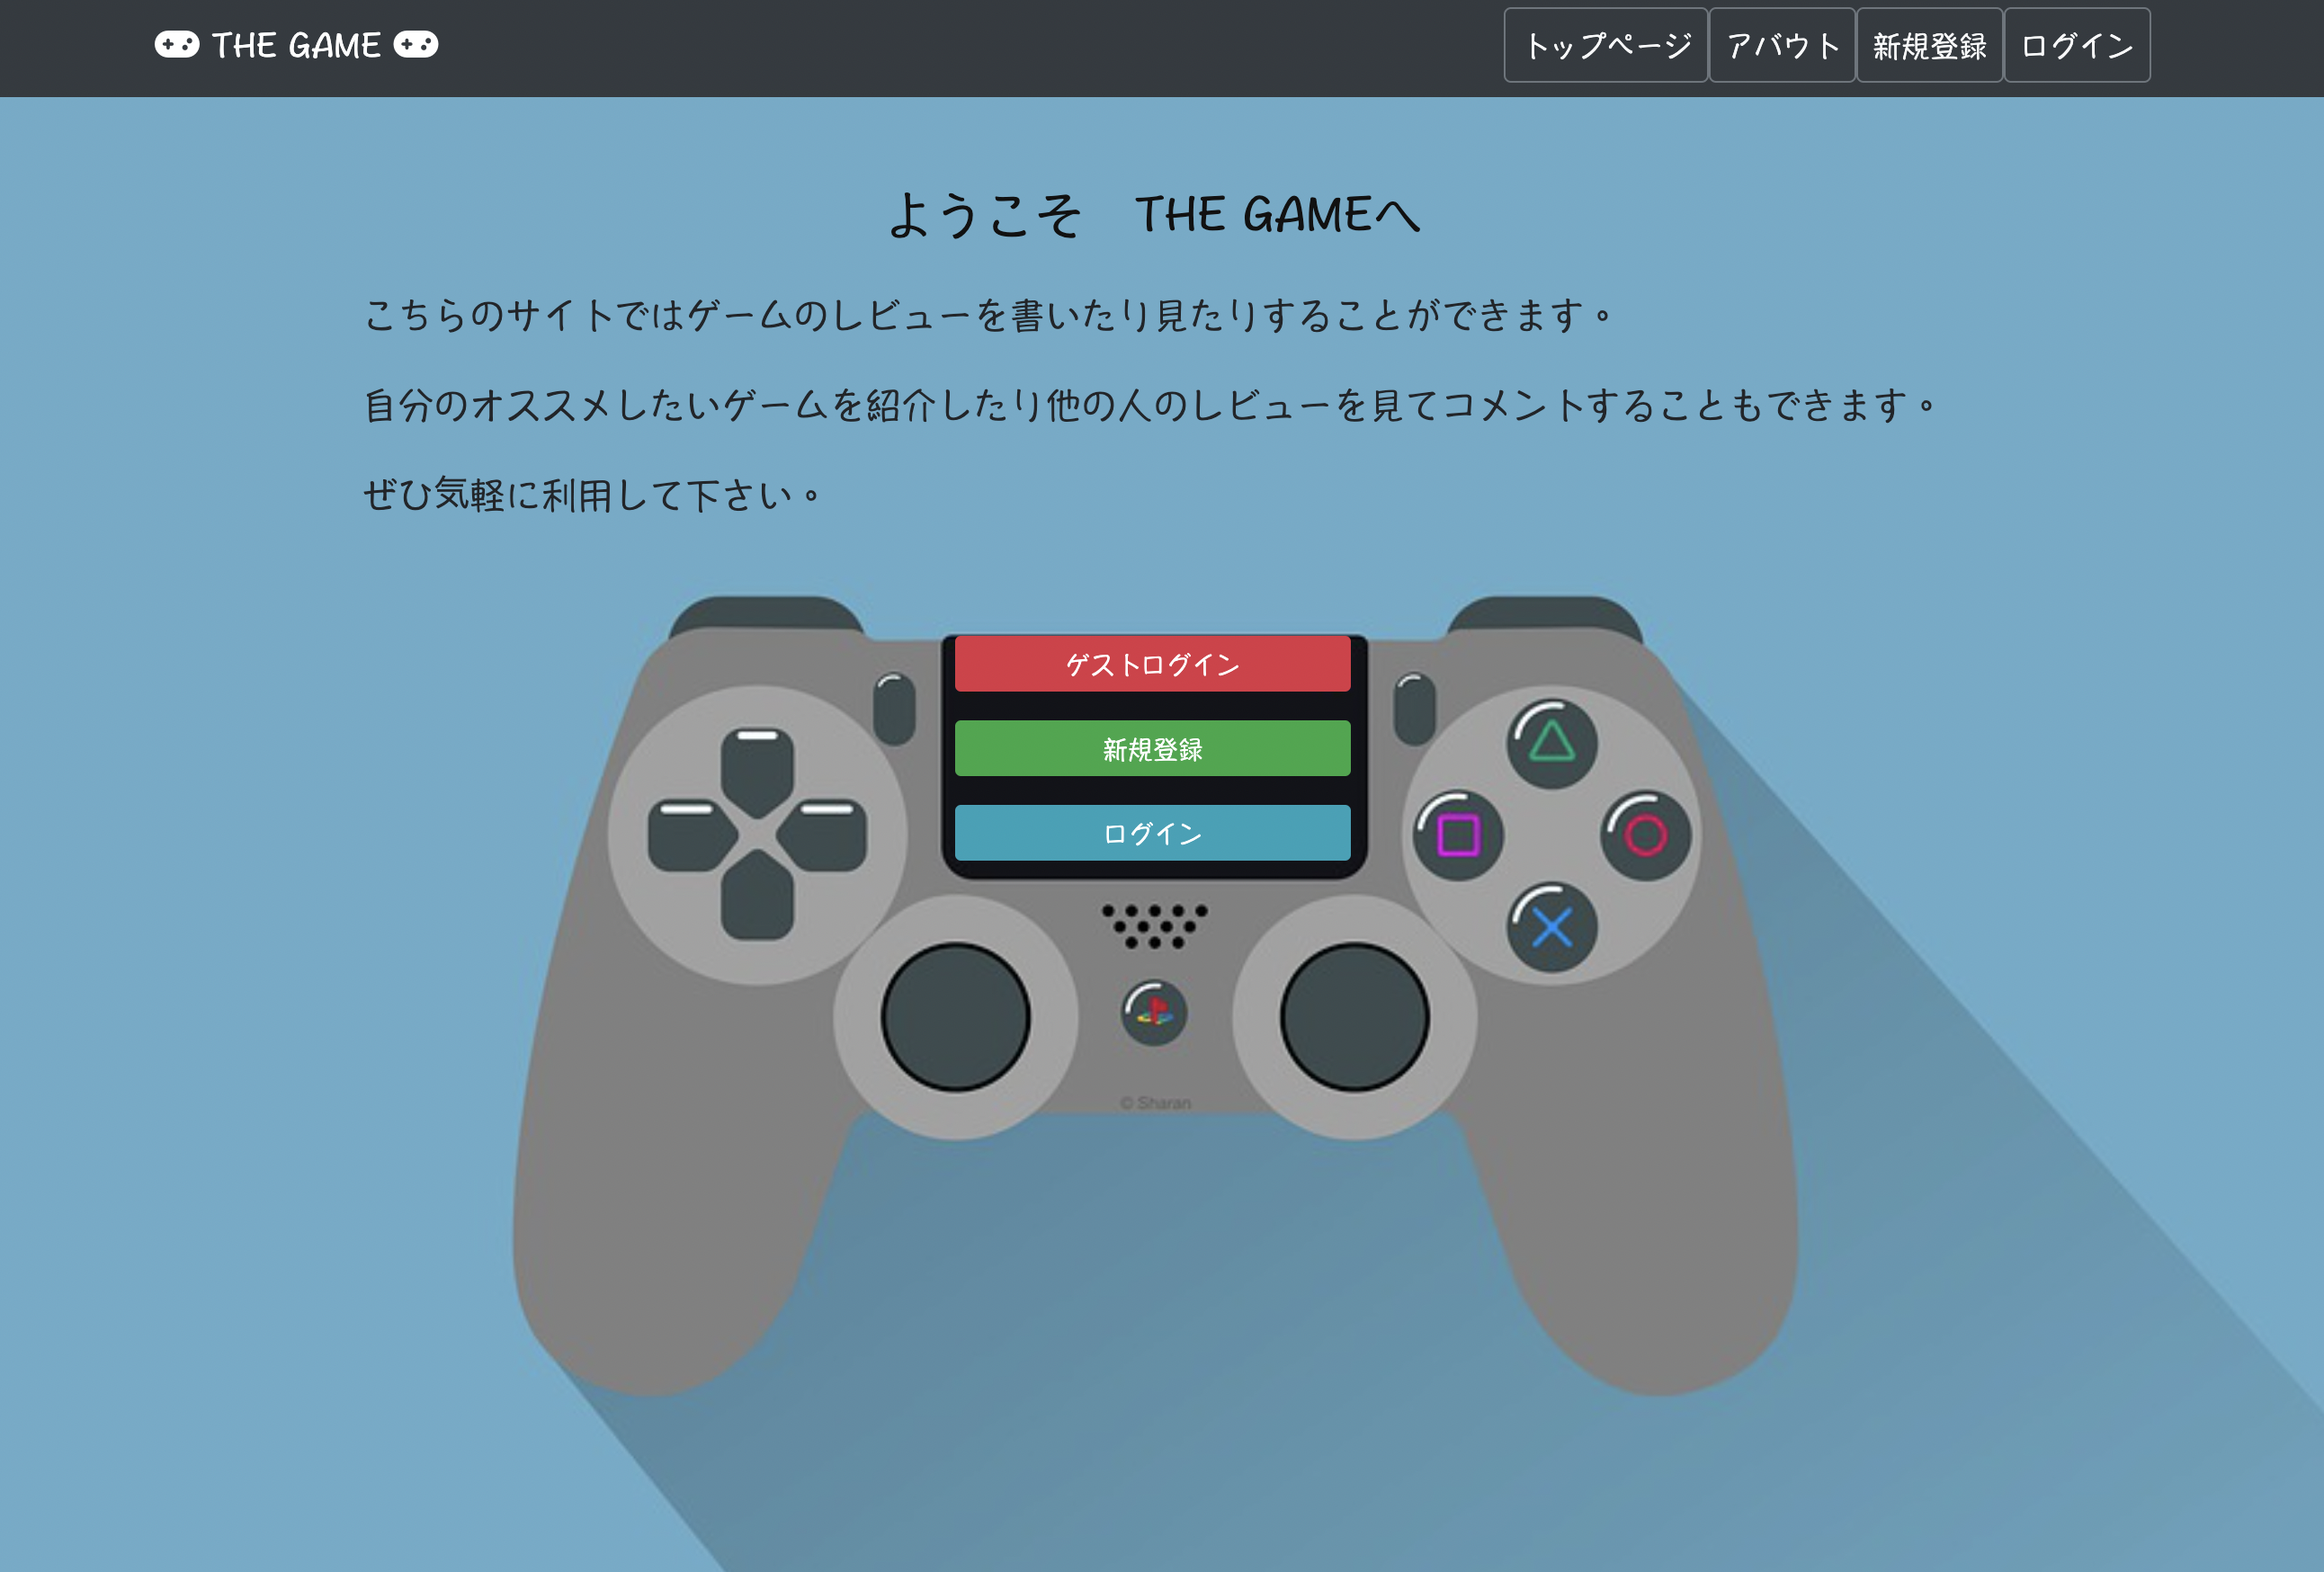 THE GAME
トップページ
アバウト
新規登録
ログイン
ようこそ　THE GAMEへ
こちらのサイトではゲームのレビューを書いたり見たりすることができます。
自分のオススメしたいゲームを紹介したり他の人のレビューを見てコメントすることもできます。
ぜひ気軽に利用して下さい。
ゲストログイン
新規登録
ログイン
© Sharan